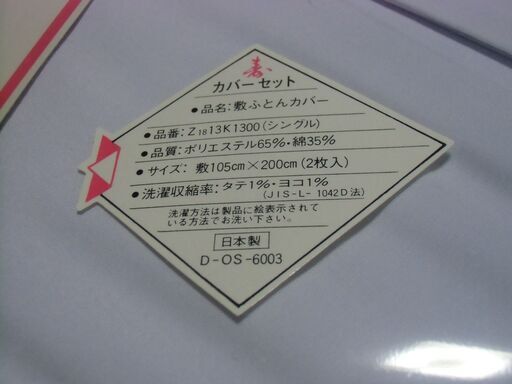 寿
カバーセット
●品名:敷ふとんカバー
●品番:Z1813K1300(シングル)
●品質:ポリエステル65%・綿35%
●サイズ:敷105cm×200cm(2枚入)
●洗濯収縮率:タテ1%・ヨコ1%
(JIS-L-1042D法)
洗濯方法は製品に絵表示されて
いる方法でお洗い下さい。
日本製
D-OS-6003